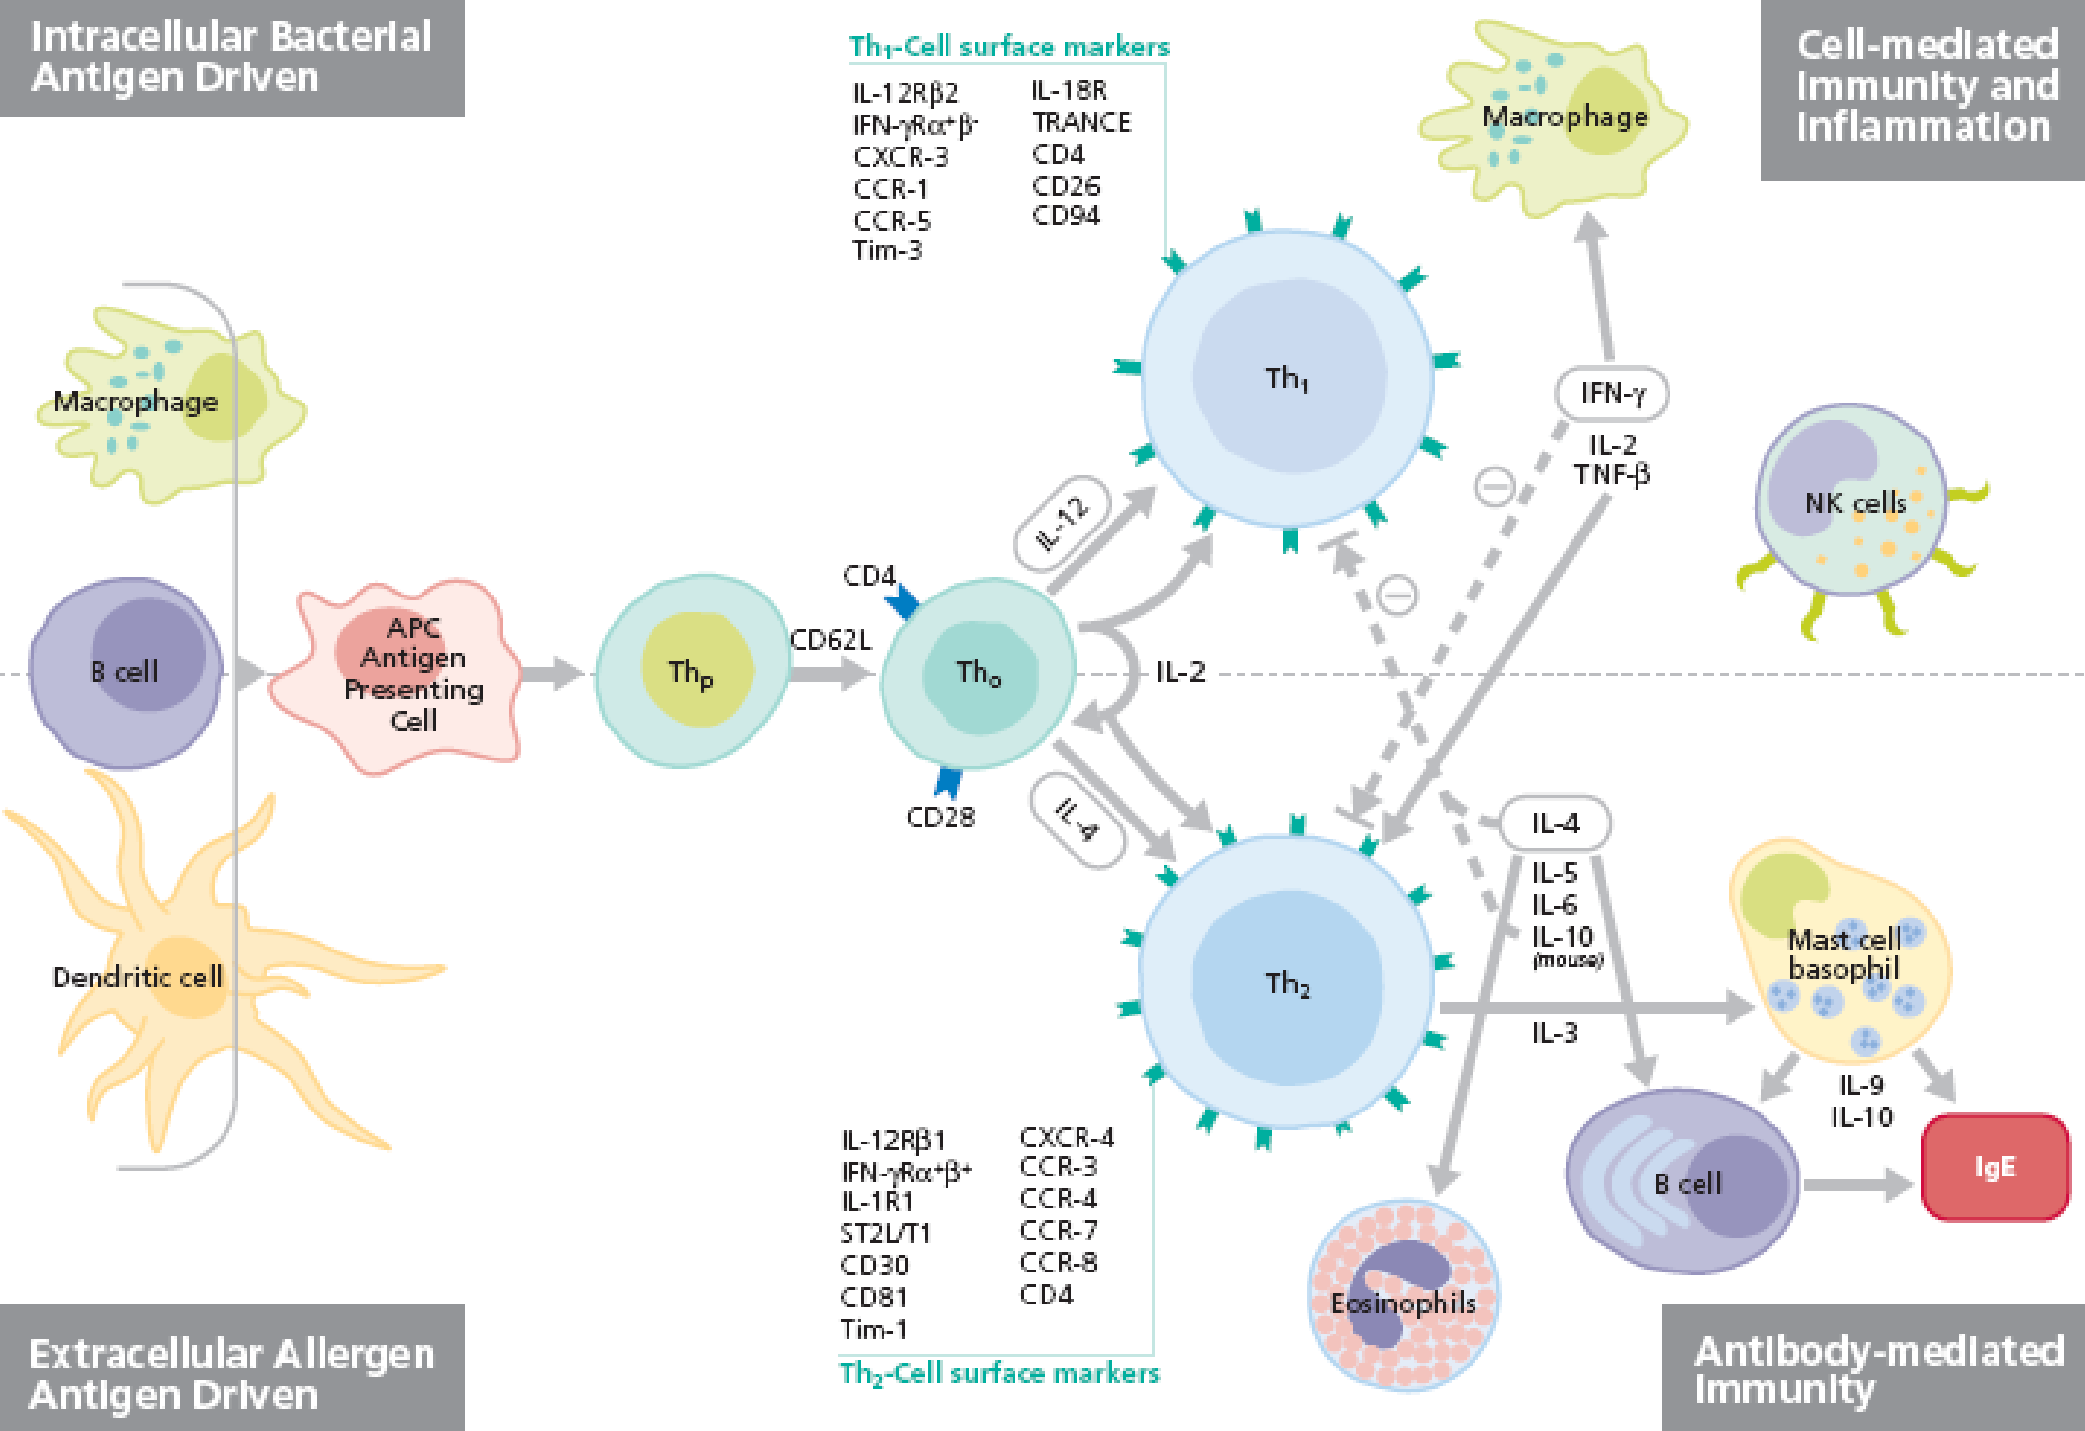 Intracellular Bacterial
Antigen Driven
Th₁-Cell surface markers
IL-12Rβ2
IFN-γRα⁺β⁻
CXCR-3
CCR-1
CCR-5
Tim-3
IL-18R
TRANCE
CD4
CD26
CD94
Cell-mediated
Immunity and
Inflammation
Macrophage
Macrophage
Th₁
IFN-γ
IL-2
TNF-β
NK cells
IL-12
B cell
APC
Antigen
Presenting
Cell
Thₚ
CD62L
CD4
Th₀
CD28
IL-2
IL-4
Dendritic cell
Th₂
IL-4
IL-5
IL-6
IL-10
(mouse)
IL-3
Mast cell
basophil
IL-9
IL-10
B cell
IgE
Eosinophils
IL-12Rβ1
IFN-γRα⁺β⁺
IL-1R1
ST2L/T1
CD30
CD81
Tim-1
CXCR-4
CCR-3
CCR-4
CCR-7
CCR-8
CD4
Th₂-Cell surface markers
Extracellular Allergen
Antigen Driven
Antibody-mediated
Immunity